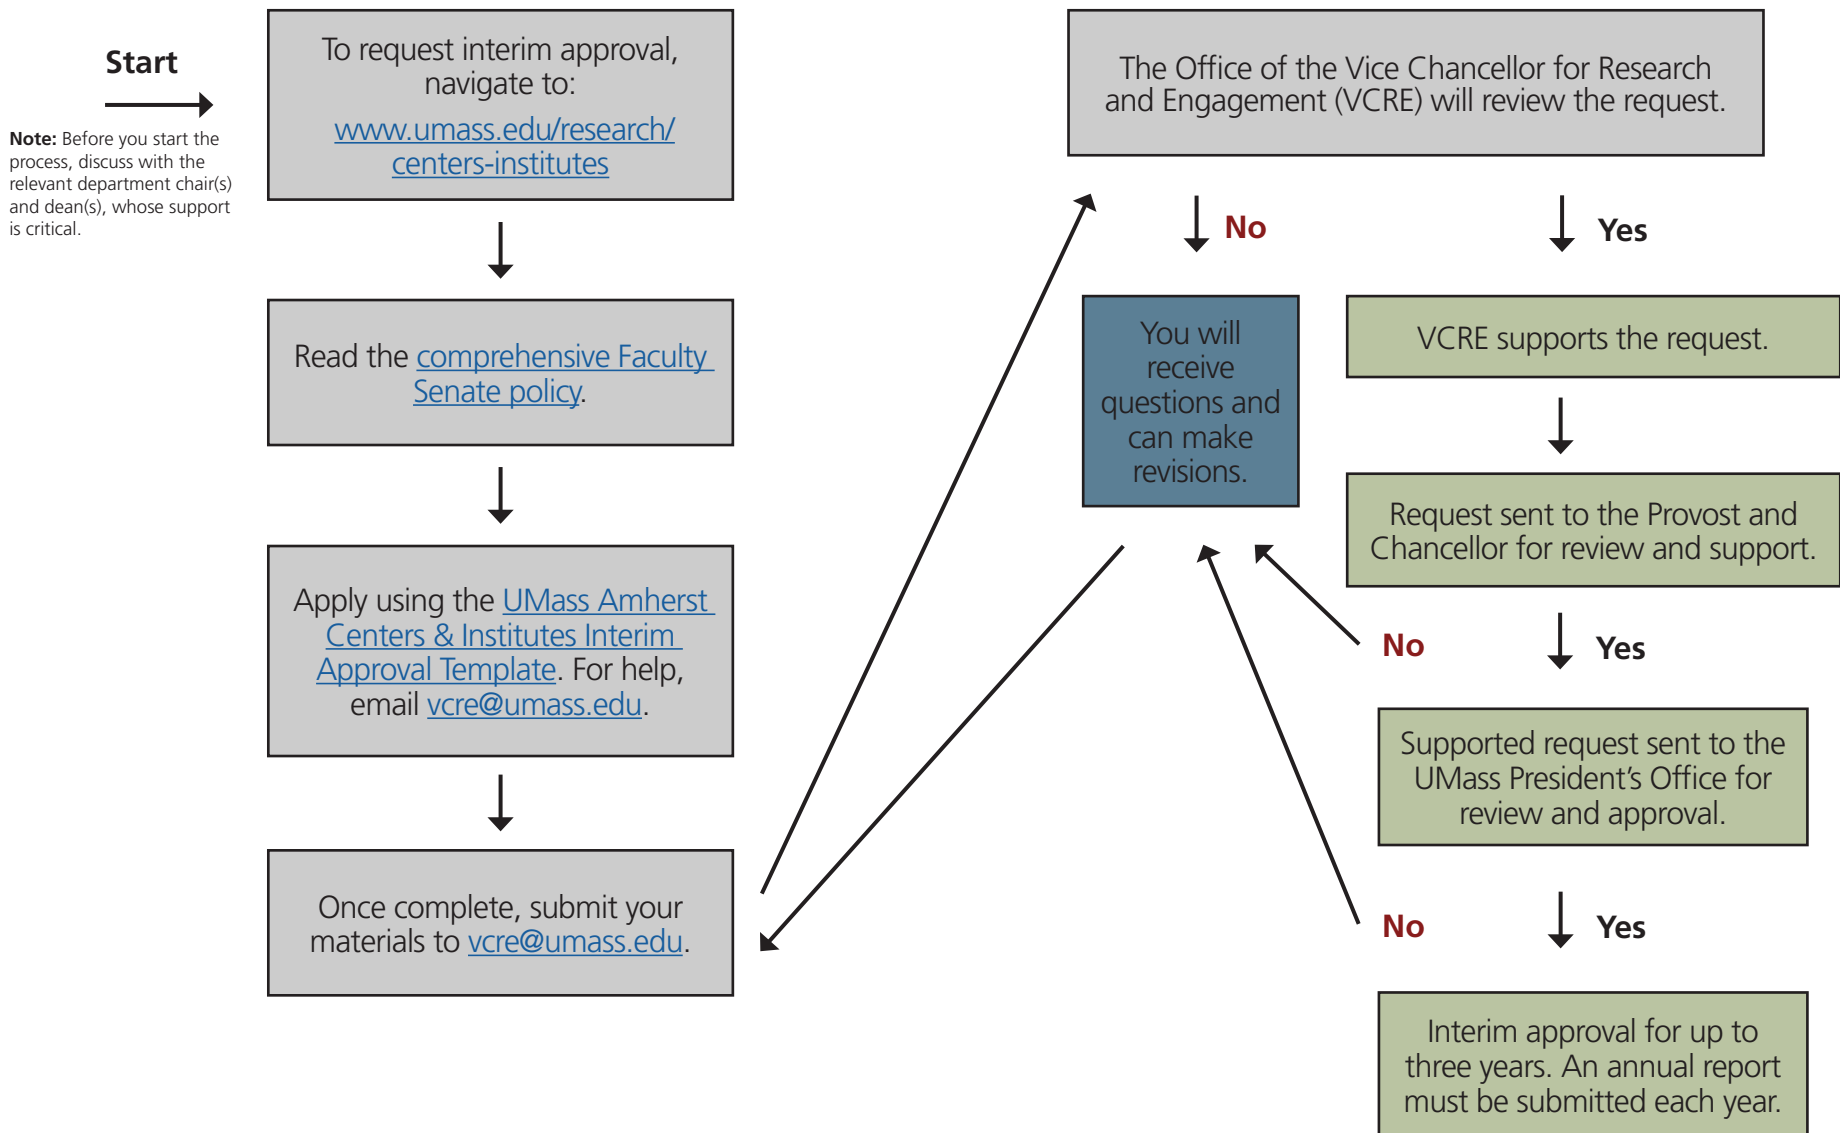 Start
Note: Before you start the
process, discuss with the
relevant department chair(s)
and dean(s), whose support
is critical.
To request interim approval,
navigate to:
www.umass.edu/research/
centers-institutes
Read the comprehensive Faculty
Senate policy.
Apply using the UMass Amherst
Centers & Institutes Interim
Approval Template. For help,
email vcre@umass.edu.
Once complete, submit your
materials to vcre@umass.edu.
The Office of the Vice Chancellor for Research
and Engagement (VCRE) will review the request.
No
Yes
You will
receive
questions and
can make
revisions.
VCRE supports the request.
Request sent to the Provost and
Chancellor for review and support.
No
Yes
Supported request sent to the
UMass President’s Office for
review and approval.
No
Yes
Interim approval for up to
three years. An annual report
must be submitted each year.